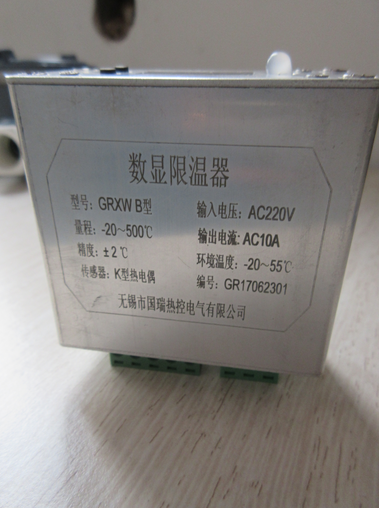 数显限温器
型号：GRXW B型 输入电压：AC220V
量程：-20~500℃ 输出电流：AC10A
精度：±2℃ 环境温度：-20~55℃
传感器：K型热电偶 编号：GR17062301
无锡市国瑞热控电气有限公司